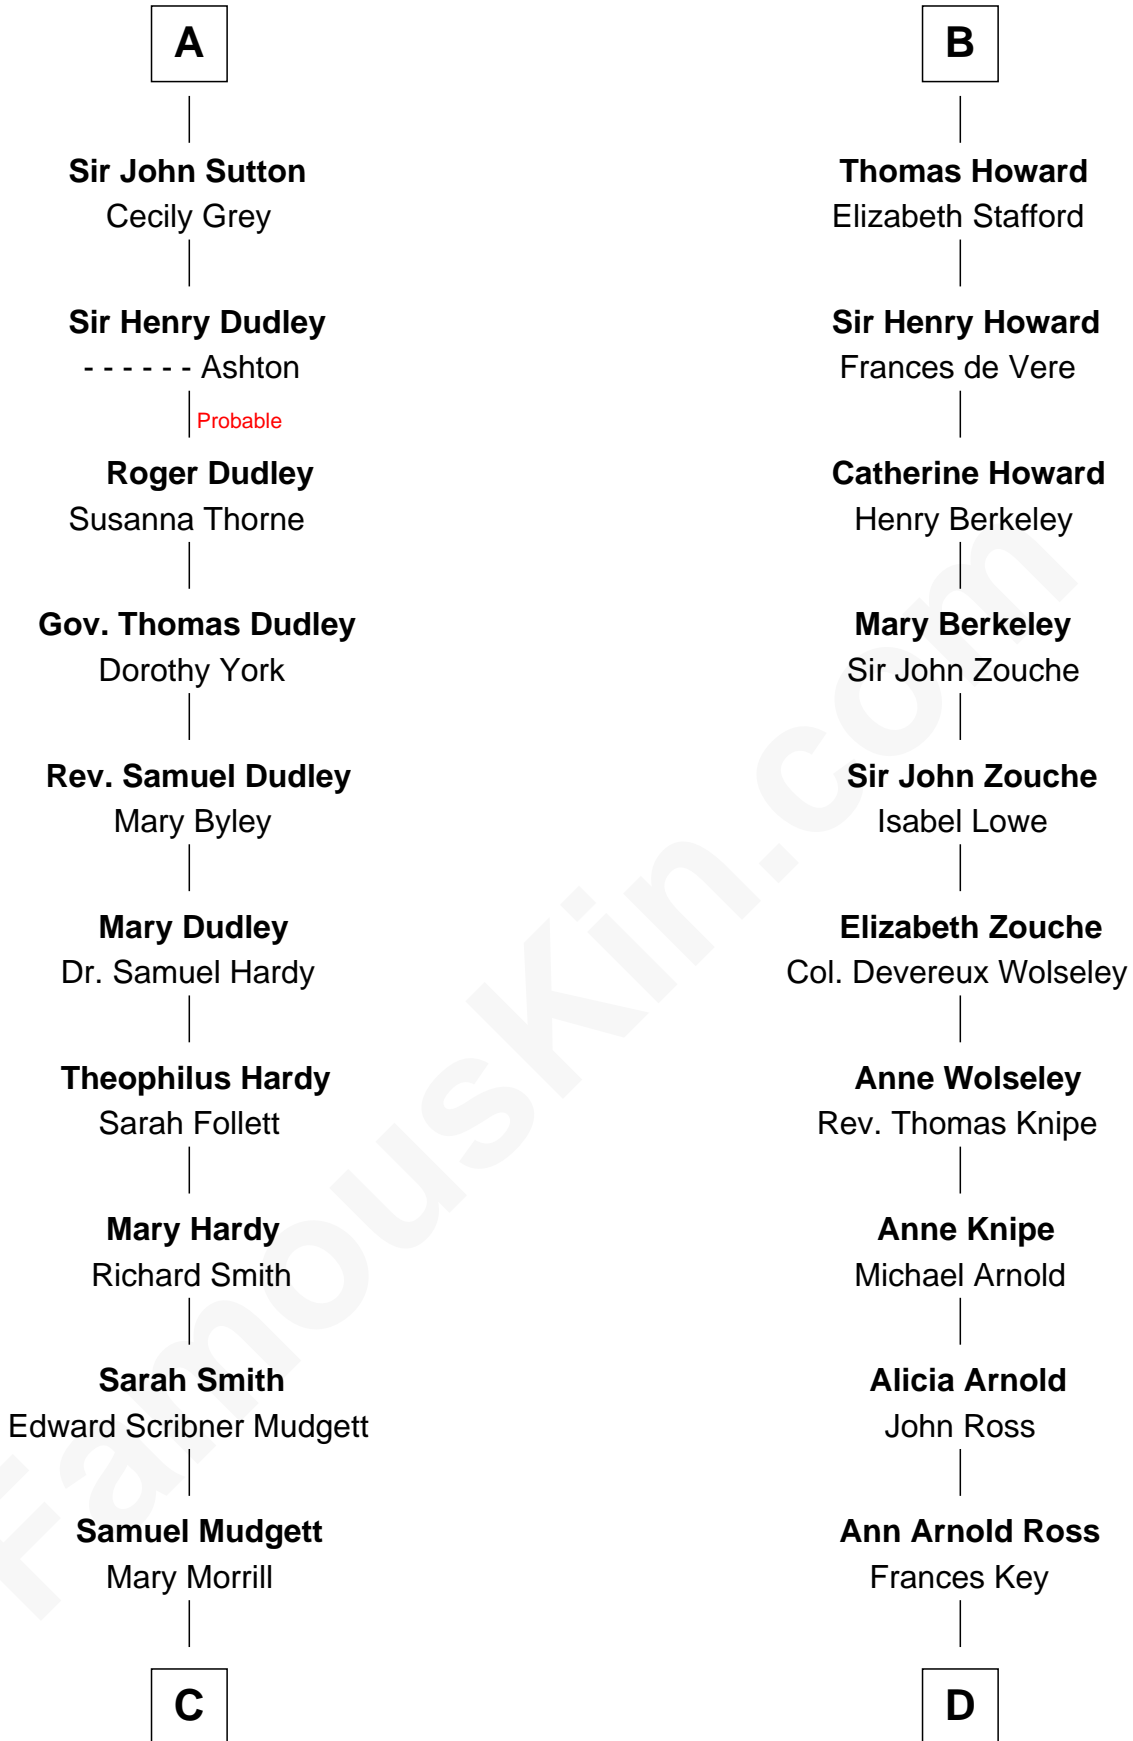 A
Sir John Sutton
Cecily Grey
Sir Henry Dudley
- - - - - - Ashton
Probable
Roger Dudley
Susanna Thorne
Gov. Thomas Dudley
Dorothy York
Rev. Samuel Dudley
Mary Byley
Mary Dudley
Dr. Samuel Hardy
Theophilus Hardy
Sarah Follett
Mary Hardy
Richard Smith
Sarah Smith
Edward Scribner Mudgett
Samuel Mudgett
Mary Morrill
C
B
Thomas Howard
Elizabeth Stafford
Sir Henry Howard
Frances de Vere
Catherine Howard
Henry Berkeley
Mary Berkeley
Sir John Zouche
Sir John Zouche
Isabel Lowe
Elizabeth Zouche
Col. Devereux Wolseley
Anne Wolseley
Rev. Thomas Knipe
Anne Knipe
Michael Arnold
Alicia Arnold
John Ross
Ann Arnold Ross
Frances Key
D
FamousKin.com